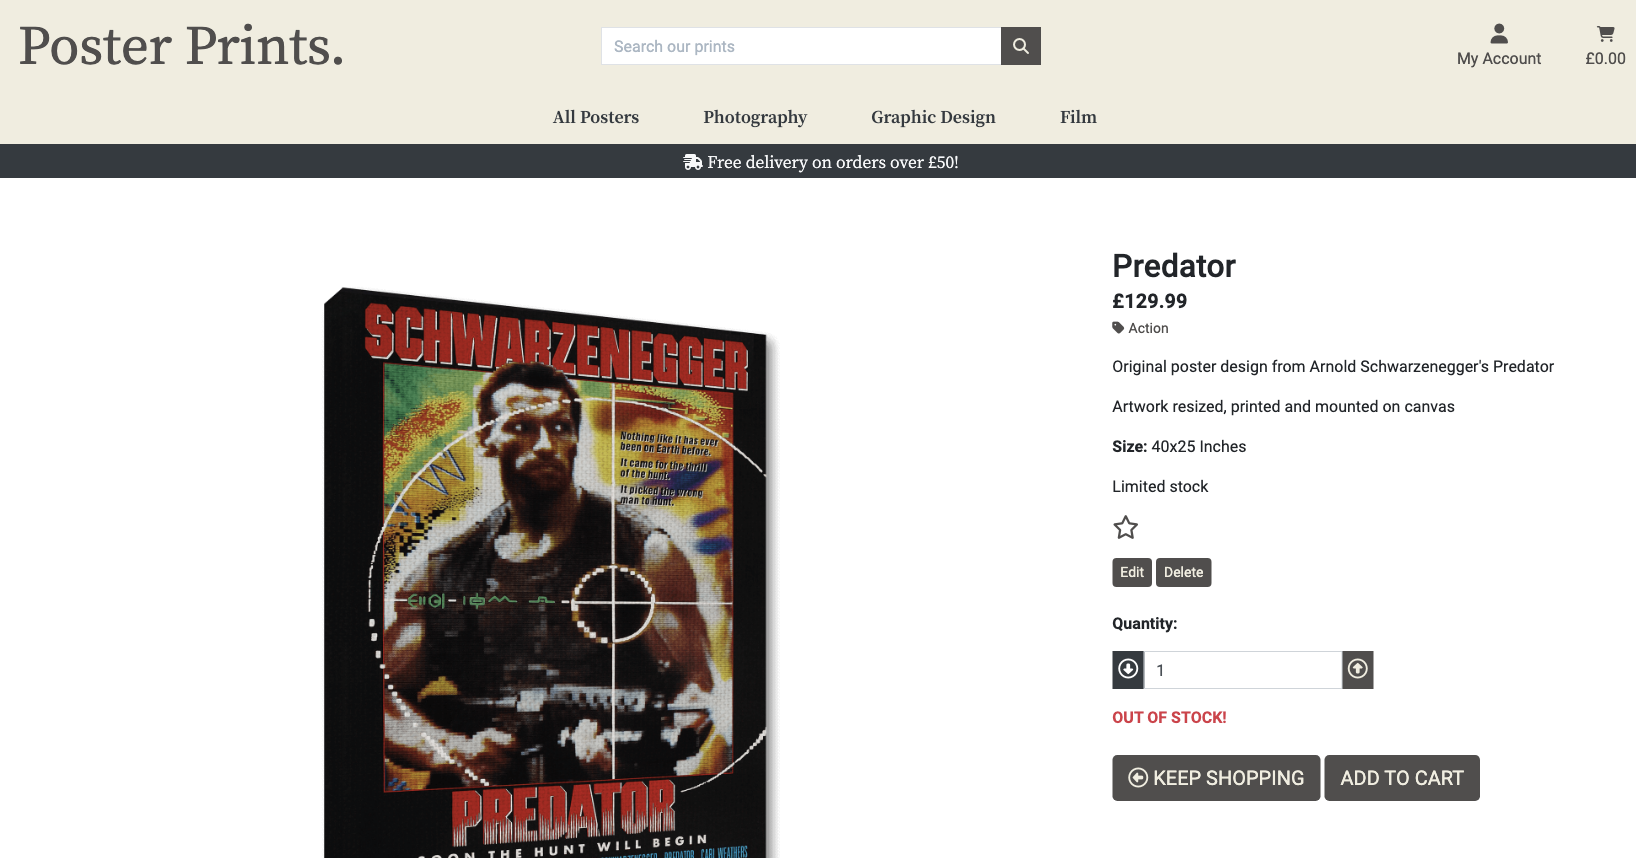 Poster Prints.
Search our prints
My Account
£0.00
All Posters
Photography
Graphic Design
Film
Free delivery on orders over £50!
Predator
£129.99
Action
Original poster design from Arnold Schwarzenegger's Predator
Artwork resized, printed and mounted on canvas
Size: 40x25 Inches
Limited stock
Edit
Delete
Quantity:
1
OUT OF STOCK!
KEEP SHOPPING
ADD TO CART
SCHWARZENEGGER
Nothing like it has ever
been on Earth before.
It came for the thrill
of the hunt.
It picked the wrong
man to hunt.
PREDATOR
SOON THE HUNT WILL BEGIN
PREDATOR CARL WEATHERS